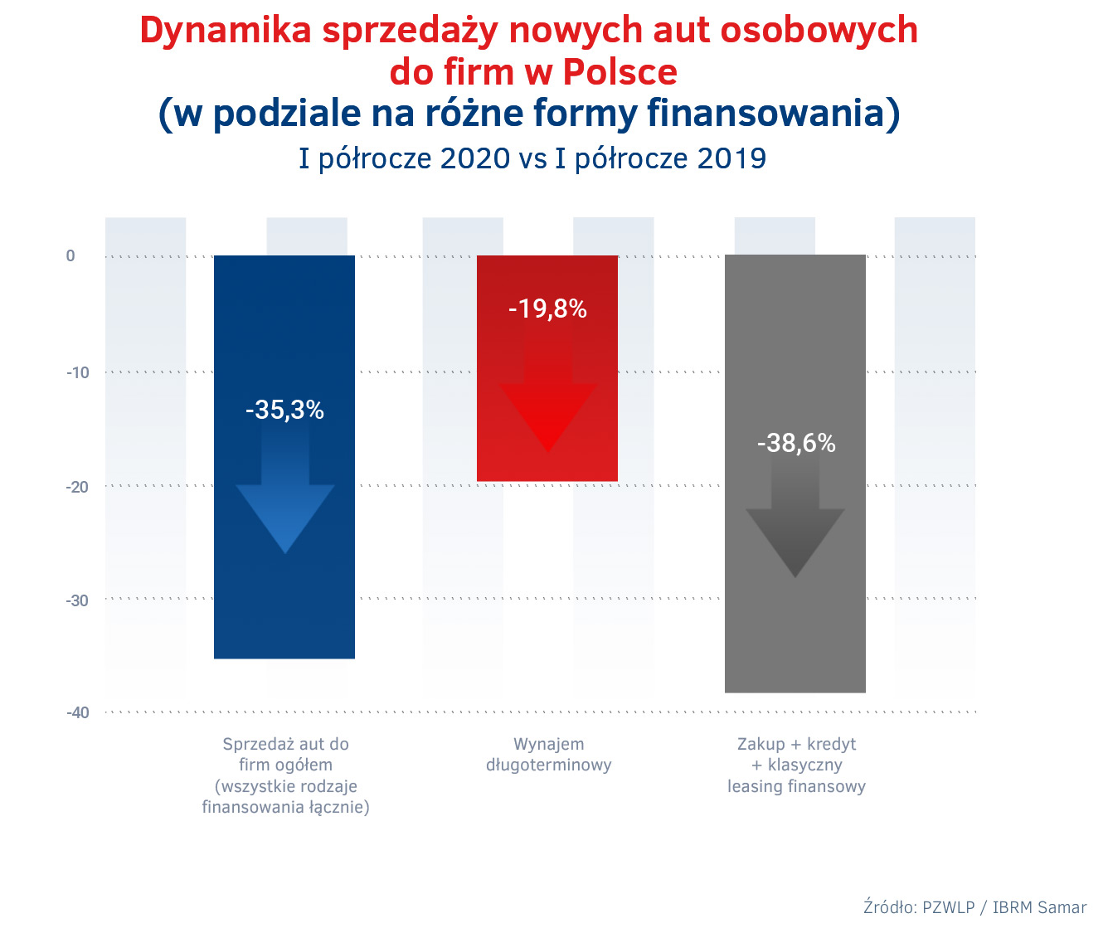 Dynamika sprzedaży nowych aut osobowych
do firm w Polsce
(w podziale na różne formy finansowania)
I półrocze 2020 vs I półrocze 2019
0
-10
-20
-30
-40
-35,3%
-19,8%
-38,6%
Sprzedaż aut do
firm ogółem
(wszystkie rodzaje
finansowania łącznie)
Wynajem
długoterminowy
Zakup + kredyt
+ klasyczny
leasing finansowy
Źródło: PZWLP / IBRM Samar